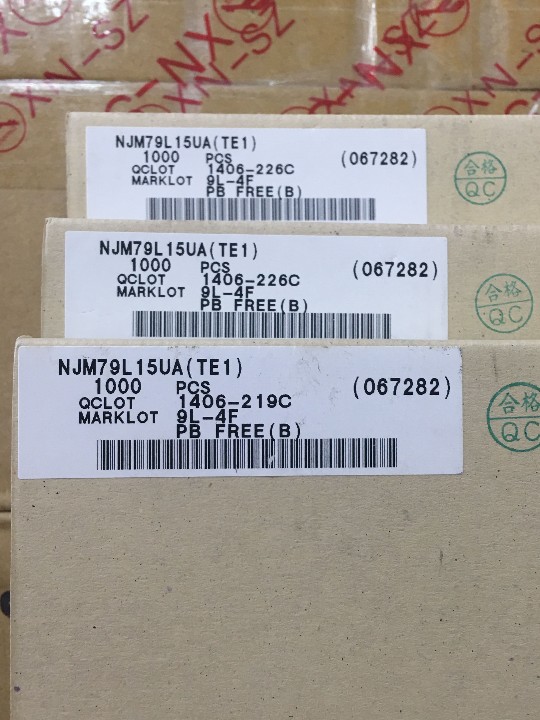 XN-SZ
NJM79L15UA(TE1)
1000 PCS (067282)
QCLOT 1406-226C
MARKLOT 9L-4F
PB FREE(B)
合格
QC
NJM79L15UA(TE1)
1000 PCS (067282)
QCLOT 1406-226C
MARKLOT 9L-4F
PB FREE(B)
合格
QC
NJM79L15UA(TE1)
1000 PCS (067282)
QCLOT 1406-219C
MARKLOT 9L-4F
PB FREE(B)
合格
QC